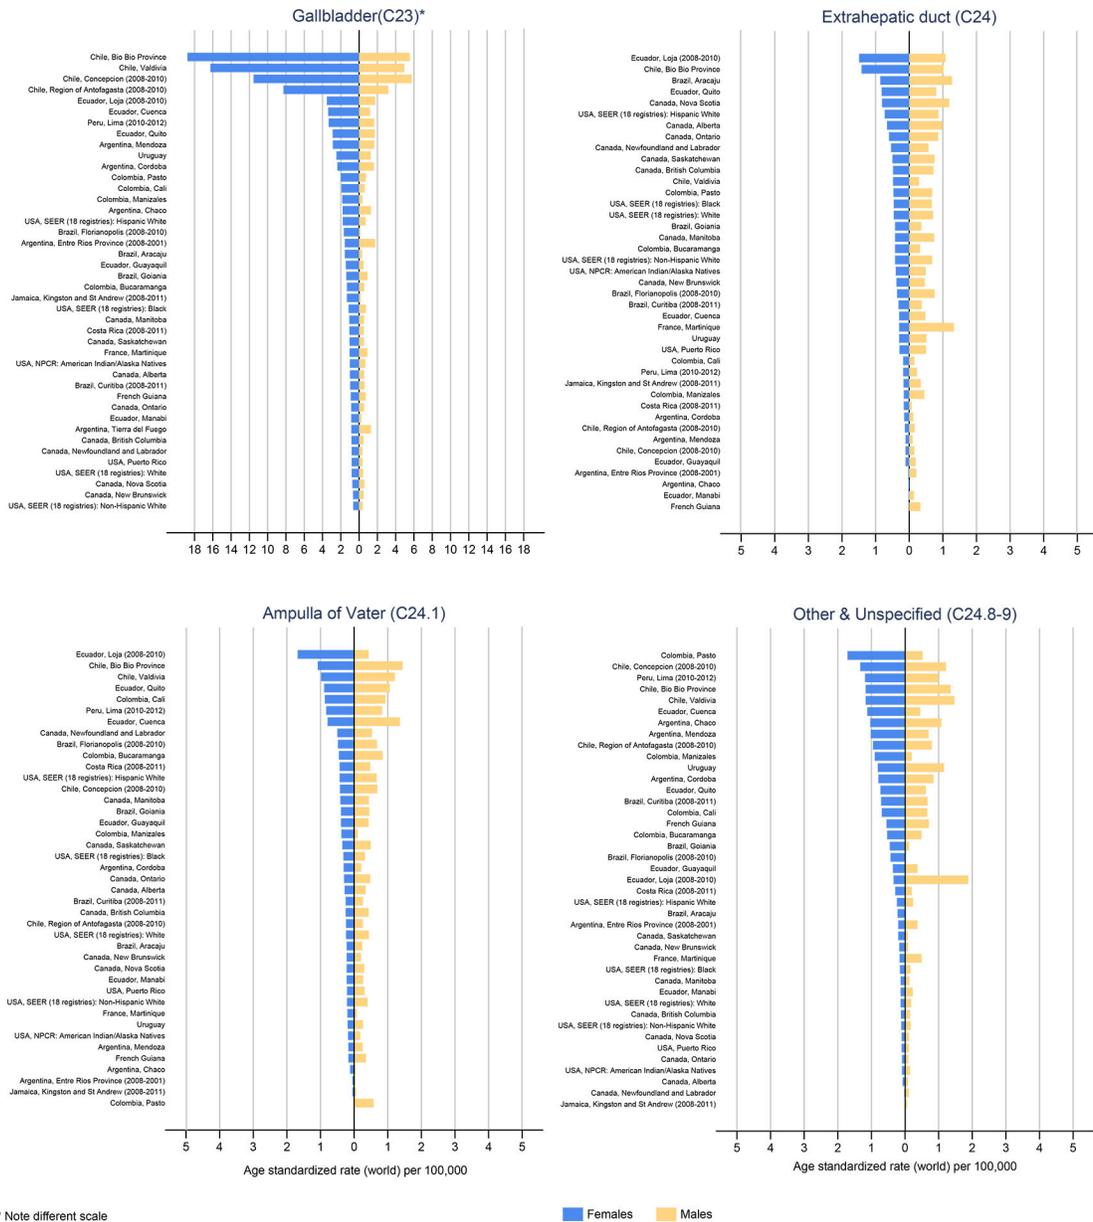 Gallbladder(C23)*
Chile, Bio Bio Province
Chile, Valdivia
Chile, Concepcion (2008-2010)
Chile, Region of Antofagasta (2008-2010)
Ecuador, Loja (2008-2010)
Ecuador, Cuenca
Peru, Lima (2010-2012)
Ecuador, Quito
Argentina, Mendoza
Uruguay
Argentina, Cordoba
Colombia, Pasto
Colombia, Cali
Colombia, Manizales
Argentina, Chaco
USA, SEER (18 registries): Hispanic White
Brazil, Florianopolis (2008-2010)
Argentina, Entre Rios Province (2008-2001)
Brazil, Aracaju
Ecuador, Guayaquil
Brazil, Goiania
Colombia, Bucaramanga
Jamaica, Kingston and St Andrew (2008-2011)
USA, SEER (18 registries): Black
Canada, Manitoba
Costa Rica (2008-2011)
Canada, Saskatchewan
France, Martinique
USA, NPCR: American Indian/Alaska Natives
Canada, Alberta
Brazil, Curitiba (2008-2011)
French Guiana
Canada, Ontario
Ecuador, Manabi
Argentina, Tierra del Fuego
Canada, British Columbia
Canada, Newfoundland and Labrador
USA, Puerto Rico
USA, SEER (18 registries): White
Canada, Nova Scotia
Canada, New Brunswick
USA, SEER (18 registries): Non-Hispanic White
18 16 14 12 10 8 6 4 2 0 2 4 6 8 10 12 14 16 18
Extrahepatic duct (C24)
Ecuador, Loja (2008-2010)
Chile, Bio Bio Province
Brazil, Aracaju
Ecuador, Quito
Canada, Nova Scotia
USA, SEER (18 registries): Hispanic White
Canada, Alberta
Canada, Ontario
Canada, Newfoundland and Labrador
Canada, Saskatchewan
Canada, British Columbia
Chile, Valdivia
Colombia, Pasto
USA, SEER (18 registries): Black
USA, SEER (18 registries): White
Brazil, Goiania
Canada, Manitoba
Colombia, Bucaramanga
USA, SEER (18 registries): Non-Hispanic White
USA, NPCR: American Indian/Alaska Natives
Canada, New Brunswick
Brazil, Florianopolis (2008-2010)
Brazil, Curitiba (2008-2011)
Ecuador, Cuenca
France, Martinique
Uruguay
USA, Puerto Rico
Colombia, Cali
Peru, Lima (2010-2012)
Jamaica, Kingston and St Andrew (2008-2011)
Colombia, Manizales
Costa Rica (2008-2011)
Argentina, Cordoba
Chile, Region of Antofagasta (2008-2010)
Argentina, Mendoza
Chile, Concepcion (2008-2010)
Ecuador, Guayaquil
Argentina, Entre Rios Province (2008-2001)
Argentina, Chaco
Ecuador, Manabi
French Guiana
5 4 3 2 1 0 1 2 3 4 5
Ampulla of Vater (C24.1)
Ecuador, Loja (2008-2010)
Chile, Bio Bio Province
Chile, Valdivia
Ecuador, Quito
Colombia, Cali
Peru, Lima (2010-2012)
Ecuador, Cuenca
Canada, Newfoundland and Labrador
Brazil, Florianopolis (2008-2010)
Colombia, Bucaramanga
Costa Rica (2008-2011)
USA, SEER (18 registries): Hispanic White
Chile, Concepcion (2008-2010)
Canada, Manitoba
Brazil, Goiania
Ecuador, Guayaquil
Colombia, Manizales
Canada, Saskatchewan
USA, SEER (18 registries): Black
Argentina, Cordoba
Canada, Ontario
Canada, Alberta
Brazil, Curitiba (2008-2011)
Canada, British Columbia
Chile, Region of Antofagasta (2008-2010)
USA, SEER (18 registries): White
Brazil, Aracaju
Canada, New Brunswick
Canada, Nova Scotia
Ecuador, Manabi
USA, Puerto Rico
USA, SEER (18 registries): Non-Hispanic White
France, Martinique
Uruguay
USA, NPCR: American Indian/Alaska Natives
Argentina, Mendoza
French Guiana
Argentina, Chaco
Argentina, Entre Rios Province (2008-2001)
Jamaica, Kingston and St Andrew (2008-2011)
Colombia, Pasto
5 4 3 2 1 0 1 2 3 4 5
Age standardized rate (world) per 100,000
Other & Unspecified (C24.8-9)
Colombia, Pasto
Chile, Concepcion (2008-2010)
Peru, Lima (2010-2012)
Chile, Bio Bio Province
Chile, Valdivia
Ecuador, Cuenca
Argentina, Chaco
Argentina, Mendoza
Chile, Region of Antofagasta (2008-2010)
Colombia, Manizales
Uruguay
Argentina, Cordoba
Ecuador, Quito
Brazil, Curitiba (2008-2011)
Colombia, Cali
French Guiana
Colombia, Bucaramanga
Brazil, Goiania
Brazil, Florianopolis (2008-2010)
Ecuador, Guayaquil
Ecuador, Loja (2008-2010)
Costa Rica (2008-2011)
USA, SEER (18 registries): Hispanic White
Brazil, Aracaju
Argentina, Entre Rios Province (2008-2001)
Canada, Saskatchewan
Canada, New Brunswick
France, Martinique
USA, SEER (18 registries): Black
Canada, Manitoba
Ecuador, Manabi
USA, SEER (18 registries): White
Canada, British Columbia
USA, SEER (18 registries): Non-Hispanic White
Canada, Nova Scotia
USA, Puerto Rico
Canada, Ontario
USA, NPCR: American Indian/Alaska Natives
Canada, Alberta
Canada, Newfoundland and Labrador
Jamaica, Kingston and St Andrew (2008-2011)
5 4 3 2 1 0 1 2 3 4 5
Age standardized rate (world) per 100,000
* Note different scale
Females
Males